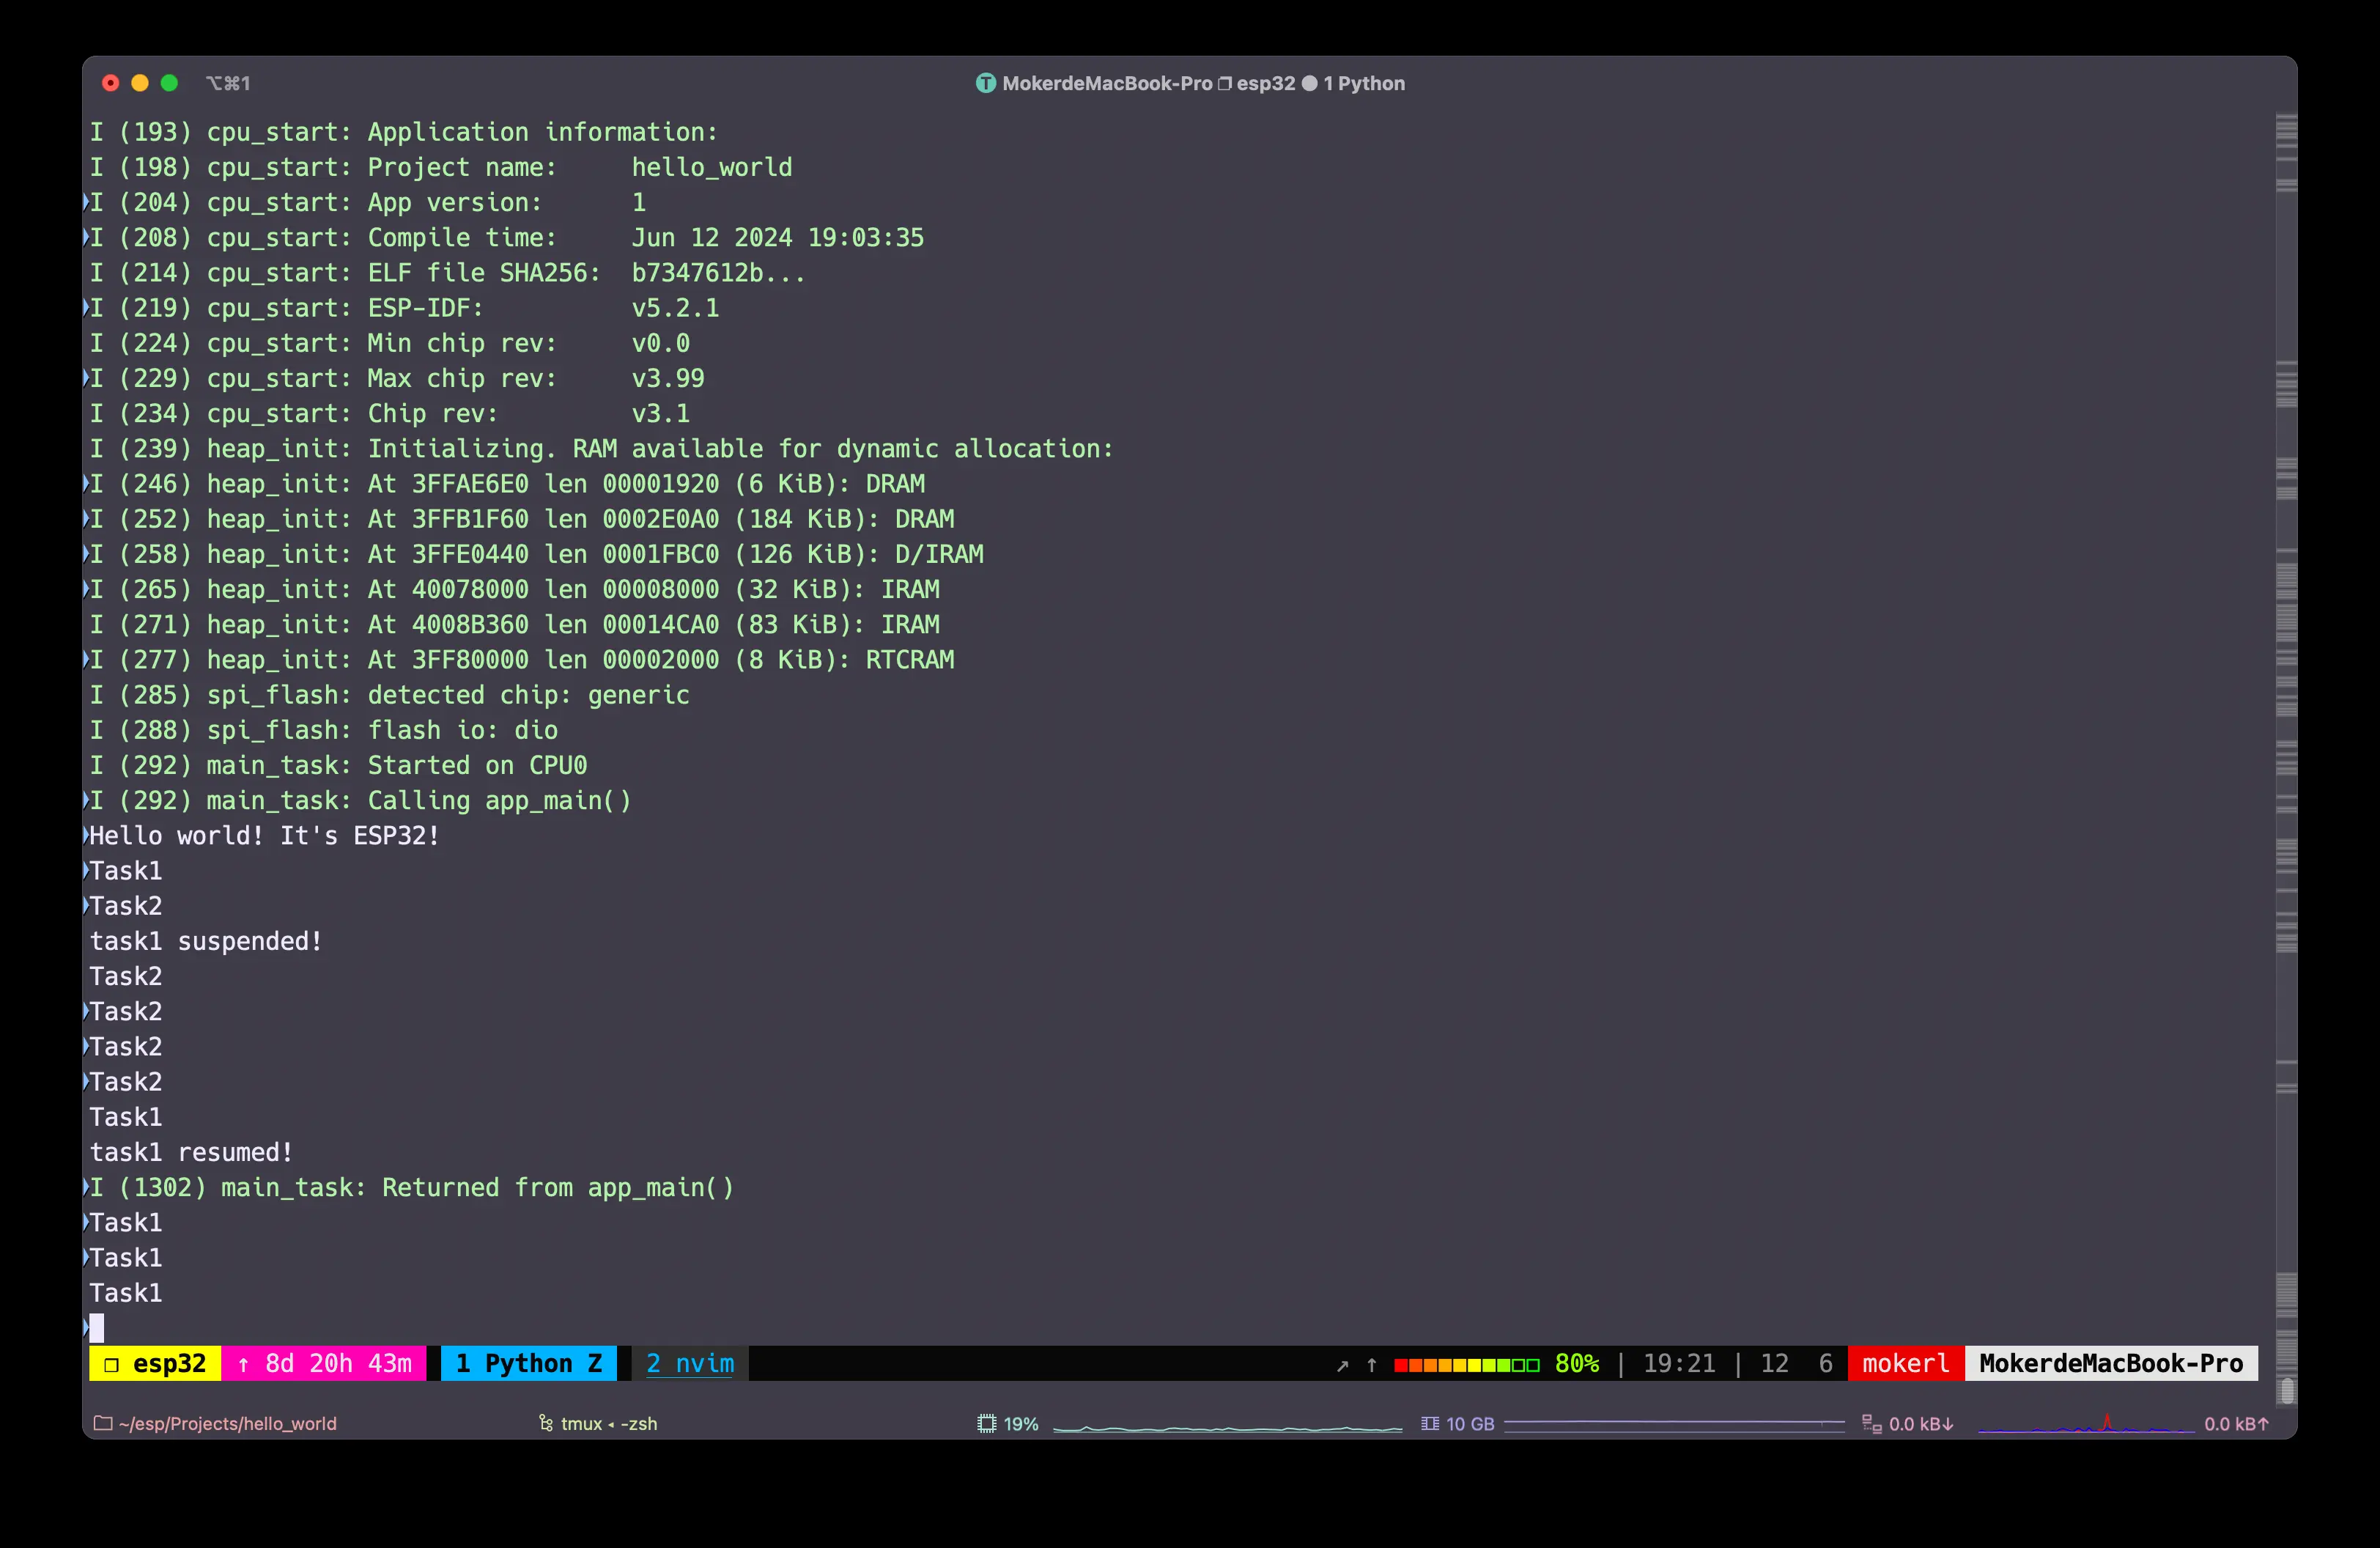 ⌥⌘1 MokerdeMacBook-Pro ❐ esp32 ● 1 Python
I (193) cpu_start: Application information:
I (198) cpu_start: Project name:     hello_world
I (204) cpu_start: App version:      1
I (208) cpu_start: Compile time:     Jun 12 2024 19:03:35
I (214) cpu_start: ELF file SHA256:  b7347612b...
I (219) cpu_start: ESP-IDF:          v5.2.1
I (224) cpu_start: Min chip rev:     v0.0
I (229) cpu_start: Max chip rev:     v3.99
I (234) cpu_start: Chip rev:         v3.1
I (239) heap_init: Initializing. RAM available for dynamic allocation:
I (246) heap_init: At 3FFAE6E0 len 00001920 (6 KiB): DRAM
I (252) heap_init: At 3FFB1F60 len 0002E0A0 (184 KiB): DRAM
I (258) heap_init: At 3FFE0440 len 0001FBC0 (126 KiB): D/IRAM
I (265) heap_init: At 40078000 len 00008000 (32 KiB): IRAM
I (271) heap_init: At 4008B360 len 00014CA0 (83 KiB): IRAM
I (277) heap_init: At 3FF80000 len 00002000 (8 KiB): RTCRAM
I (285) spi_flash: detected chip: generic
I (288) spi_flash: flash io: dio
I (292) main_task: Started on CPU0
I (292) main_task: Calling app_main()
Hello world! It's ESP32!
Task1
Task2
task1 suspended!
Task2
Task2
Task2
Task2
Task1
task1 resumed!
I (1302) main_task: Returned from app_main()
Task1
Task1
Task1
❐ esp32 ↑ 8d 20h 43m 1 Python Z 2 nvim ↗ ↑ 80% | 19:21 | 12 6 mokerl MokerdeMacBook-Pro
~/esp/Projects/hello_world tmux ◂ -zsh 19% 10 GB 0.0 kB↓ 0.0 kB↑